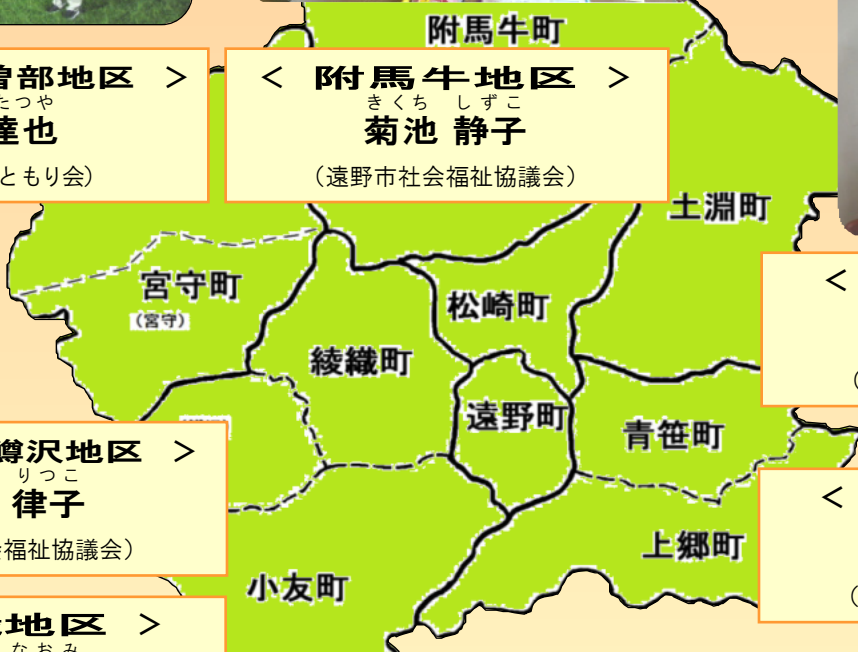 附馬牛町
曽部地区 >
たつや
達也
ともり会)
< 附馬牛地区 >
きくち しずこ
菊池 静子
(遠野市社会福祉協議会)
土淵町
宮守町
(宮守)
松崎町
綾織町
遠野町
青笹町
<
(
鱒沢地区 >
りつこ
律子
会福祉協議会)
上郷町
<
(
小友町
地区 >
なおみ